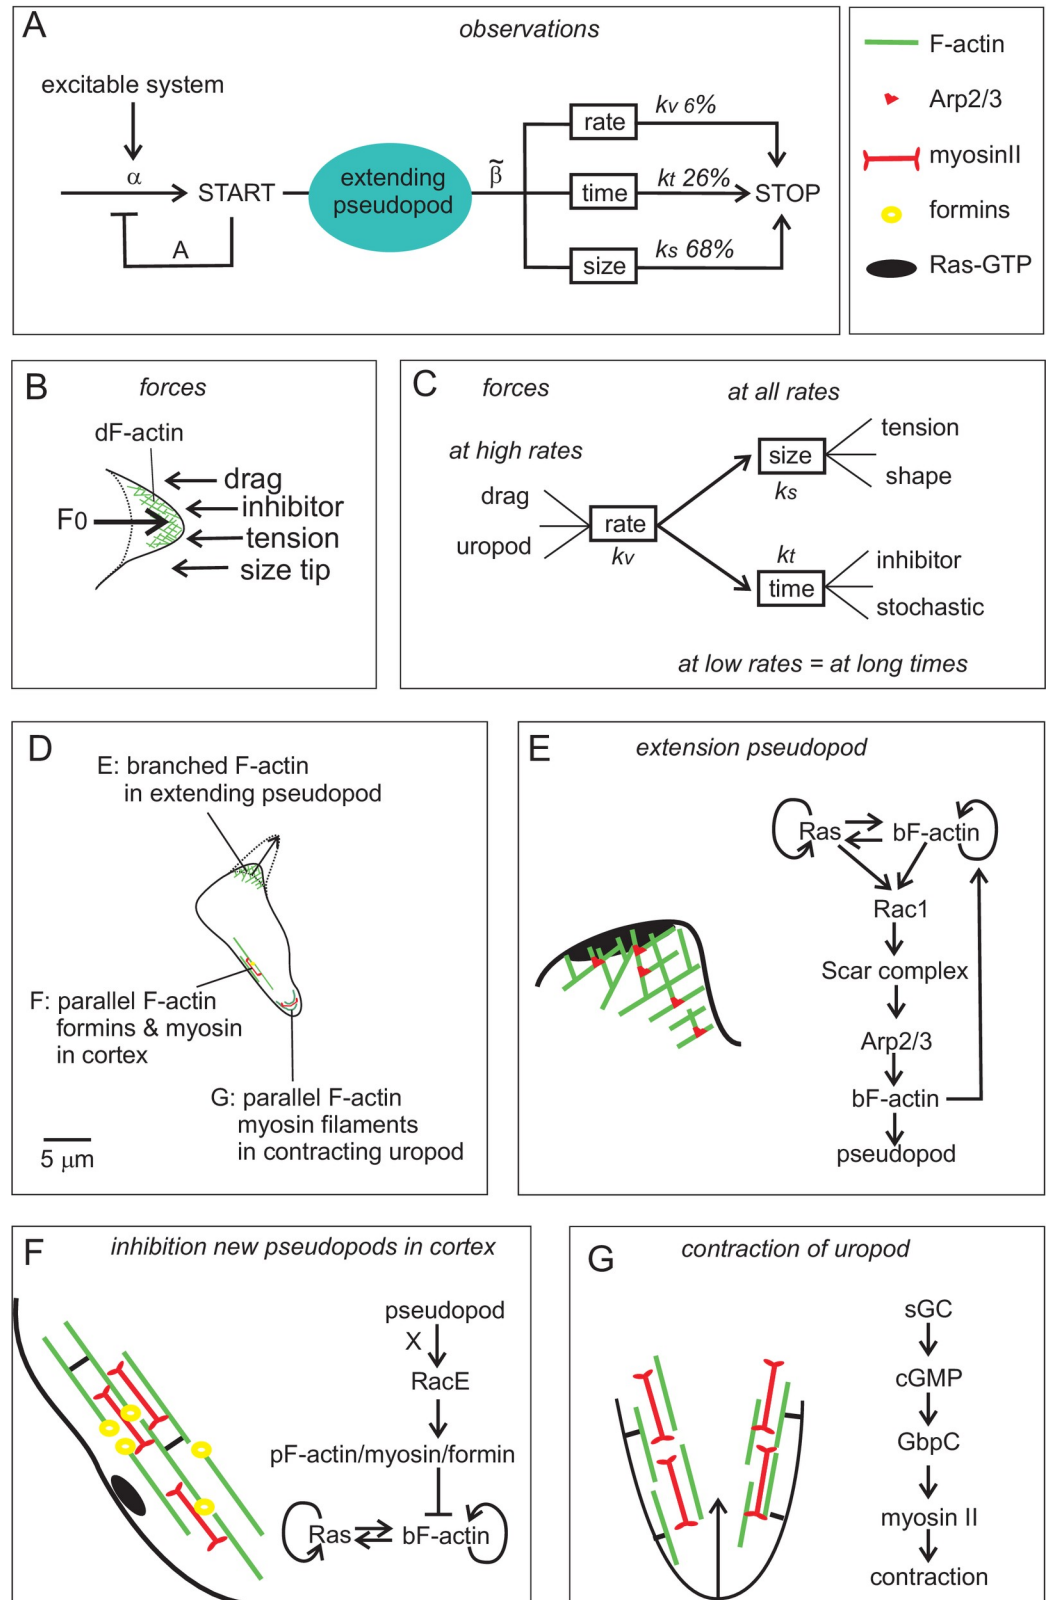 A
observations
excitable system
α
START
A
extending
pseudopod
β̃
rate
time
size
kv 6%
kt 26%
ks 68%
STOP
F-actin
Arp2/3
myosinII
formins
Ras-GTP
B
forces
dF-actin
F0
drag
inhibitor
tension
size tip
C
forces
at all rates
at high rates
drag
uropod
rate
kv
size
ks
tension
shape
kt
time
inhibitor
stochastic
at low rates = at long times
D
E: branched F-actin
in extending pseudopod
F: parallel F-actin
formins & myosin
in cortex
G: parallel F-actin
myosin filaments
in contracting uropod
5 μm
E
extension pseudopod
Ras
bF-actin
Rac1
Scar complex
Arp2/3
bF-actin
pseudopod
F
inhibition new pseudopods in cortex
pseudopod
X
RacE
pF-actin/myosin/formin
Ras
bF-actin
G
contraction of uropod
sGC
cGMP
GbpC
myosin II
contraction